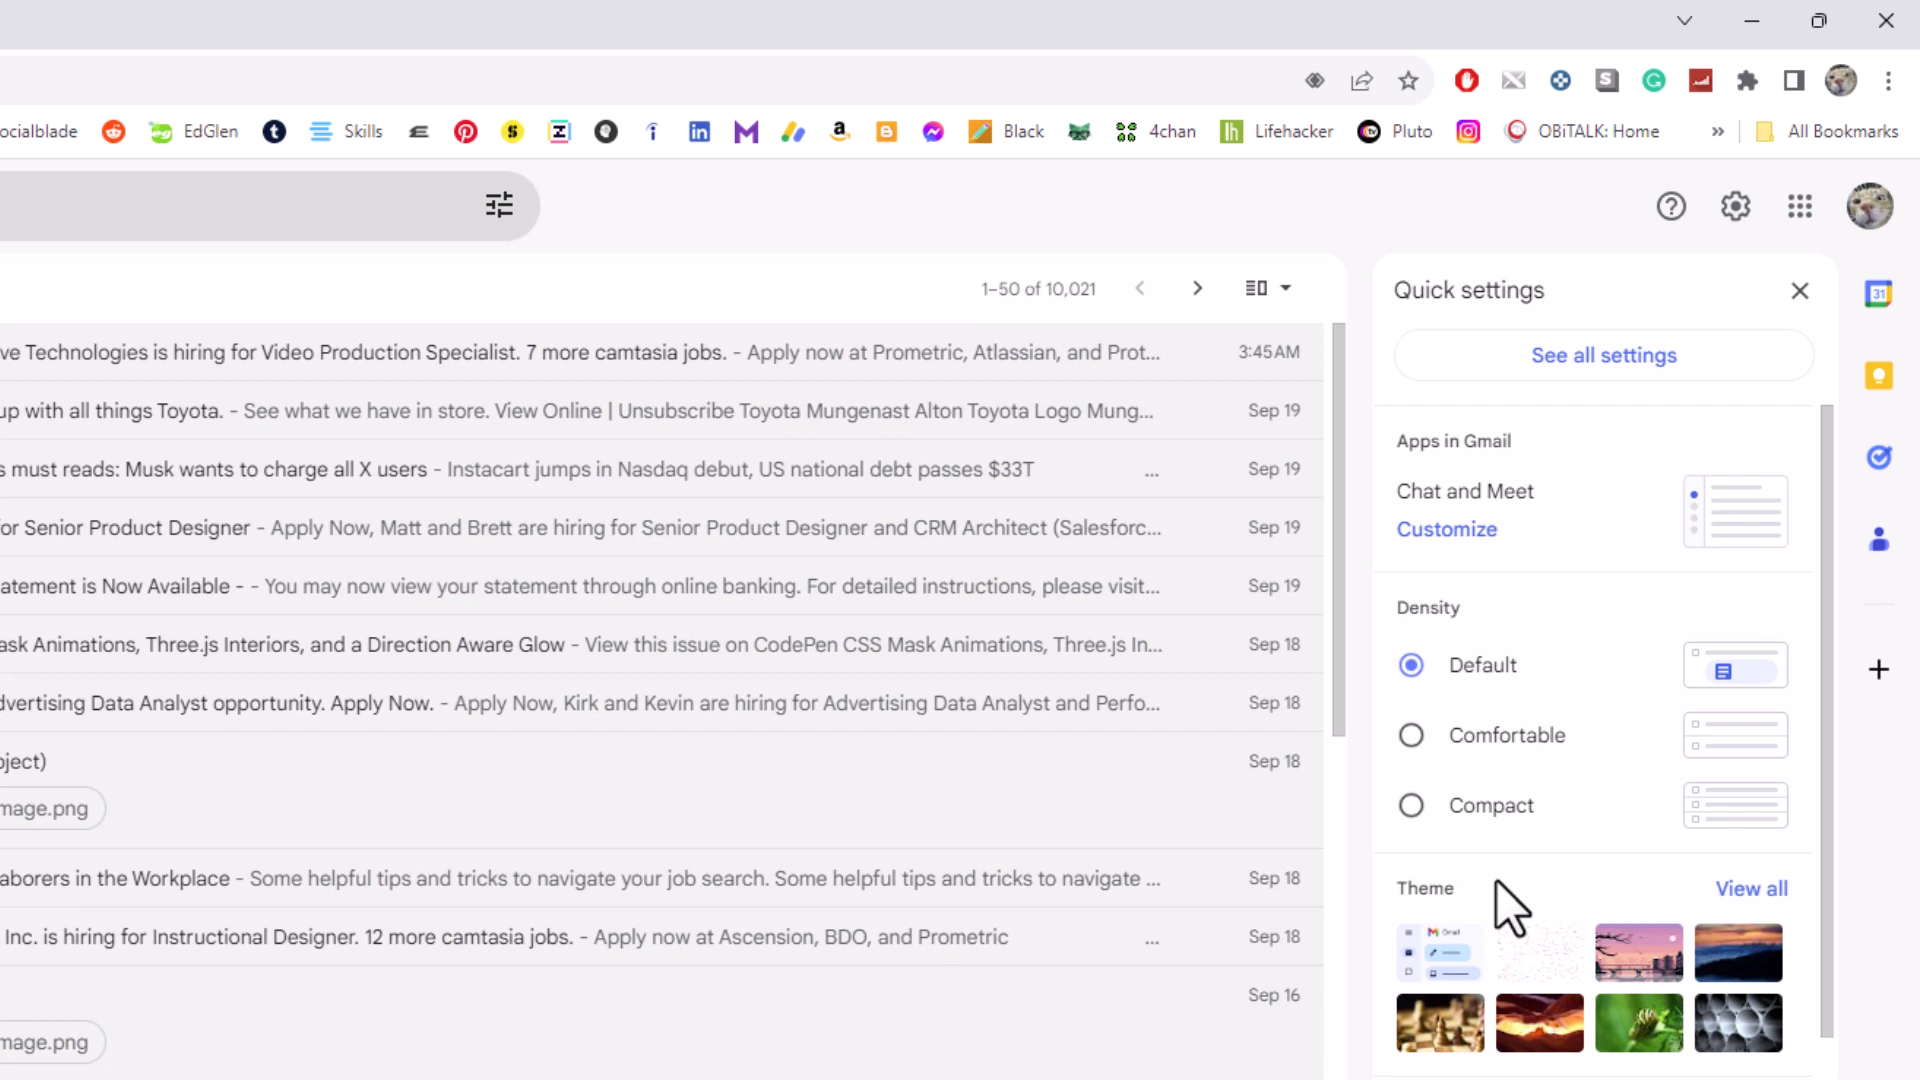 ocialblade
EdGlen
Skills
Black
4chan
Lifehacker
Pluto
OBiTALK: Home
»
All Bookmarks
1–50 of 10,021
ve Technologies is hiring for Video Production Specialist. 7 more camtasia jobs. - Apply now at Prometric, Atlassian, and Prot... 3:45 AM
up with all things Toyota. - See what we have in store. View Online | Unsubscribe Toyota Mungenast Alton Toyota Logo Mung... Sep 19
s must reads: Musk wants to charge all X users - Instacart jumps in Nasdaq debut, US national debt passes $33T ... Sep 19
or Senior Product Designer - Apply Now, Matt and Brett are hiring for Senior Product Designer and CRM Architect (Salesforc... Sep 19
atement is Now Available - - You may now view your statement through online banking. For detailed instructions, please visit... Sep 19
ask Animations, Three.js Interiors, and a Direction Aware Glow - View this issue on CodePen CSS Mask Animations, Three.js In... Sep 18
dvertising Data Analyst opportunity. Apply Now. - Apply Now, Kirk and Kevin are hiring for Advertising Data Analyst and Perfo... Sep 18
oject) Sep 18
mage.png
aborers in the Workplace - Some helpful tips and tricks to navigate your job search. Some helpful tips and tricks to navigate ... Sep 18
Inc. is hiring for Instructional Designer. 12 more camtasia jobs. - Apply now at Ascension, BDO, and Prometric ... Sep 18
Sep 16
mage.png
Quick settings
See all settings
Apps in Gmail
Chat and Meet
Customize
Density
Default
Comfortable
Compact
Theme
View all
Gmail
31